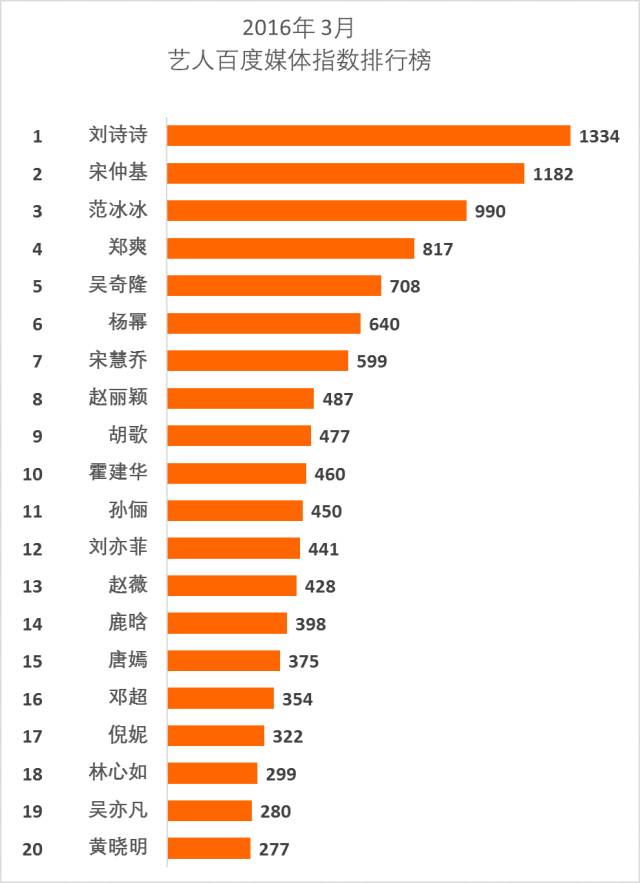 2016年 3月
艺人百度媒体指数排行榜
1 刘诗诗 1334
2 宋仲基 1182
3 范冰冰 990
4 郑爽 817
5 吴奇隆 708
6 杨幂 640
7 宋慧乔 599
8 赵丽颖 487
9 胡歌 477
10 霍建华 460
11 孙俪 450
12 刘亦菲 441
13 赵薇 428
14 鹿晗 398
15 唐嫣 375
16 邓超 354
17 倪妮 322
18 林心如 299
19 吴亦凡 280
20 黄晓明 277